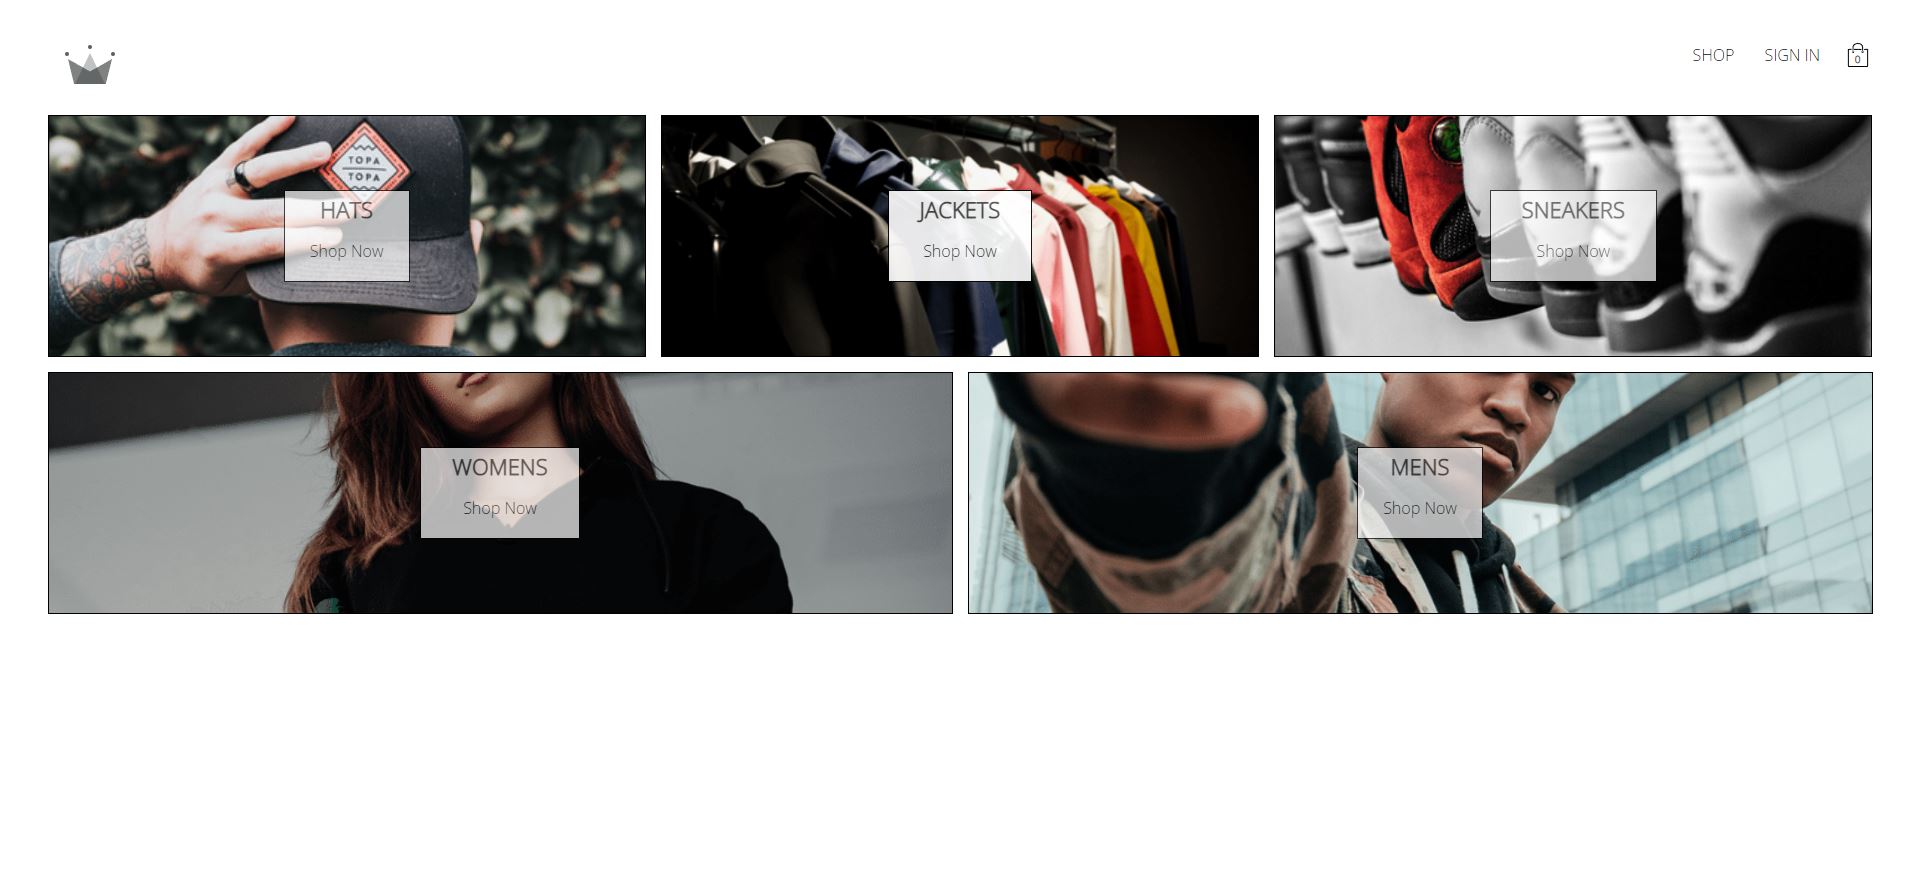 SHOP
SIGN IN
0
TOPA
TOPA
HATS
Shop Now
JACKETS
Shop Now
SNEAKERS
Shop Now
WOMENS
Shop Now
MENS
Shop Now